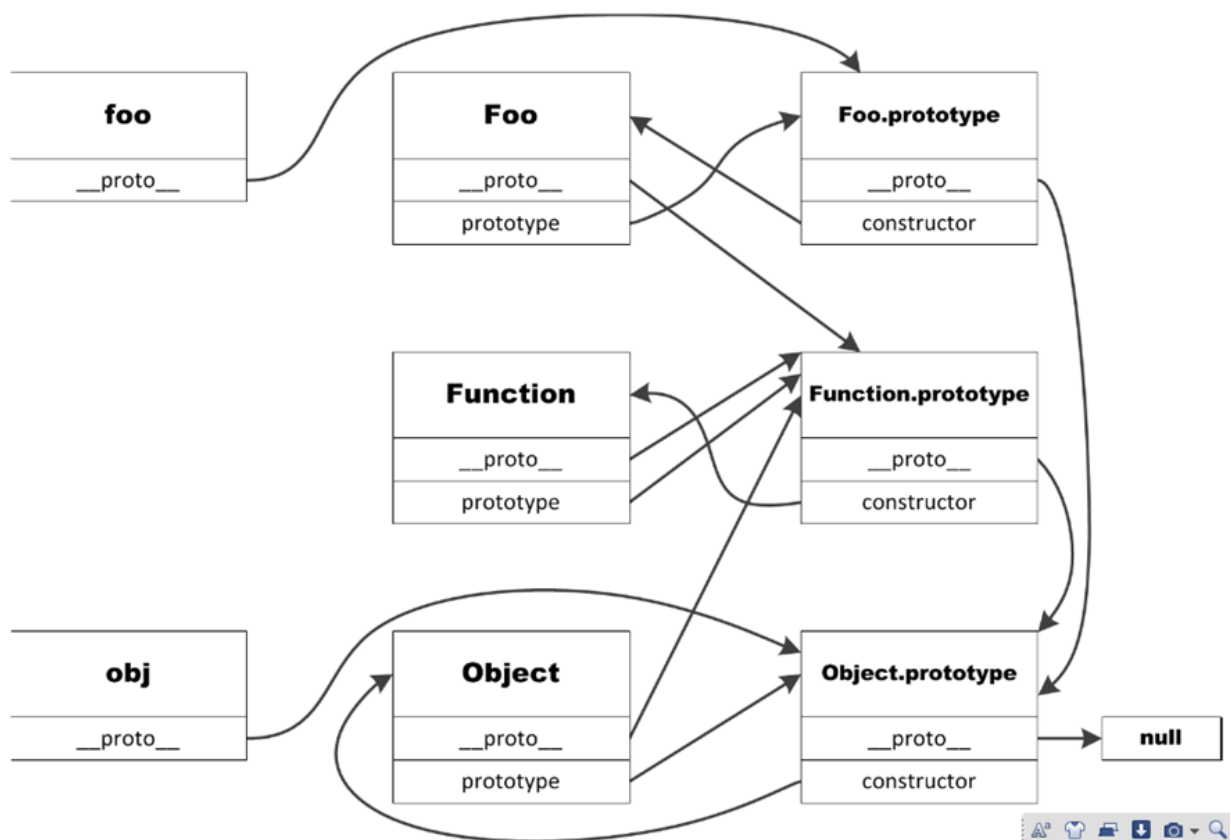 foo
__proto__
Foo
__proto__
prototype
Foo.prototype
__proto__
constructor
Function
__proto__
prototype
Function.prototype
__proto__
constructor
obj
__proto__
Object
__proto__
prototype
Object.prototype
__proto__
constructor
null